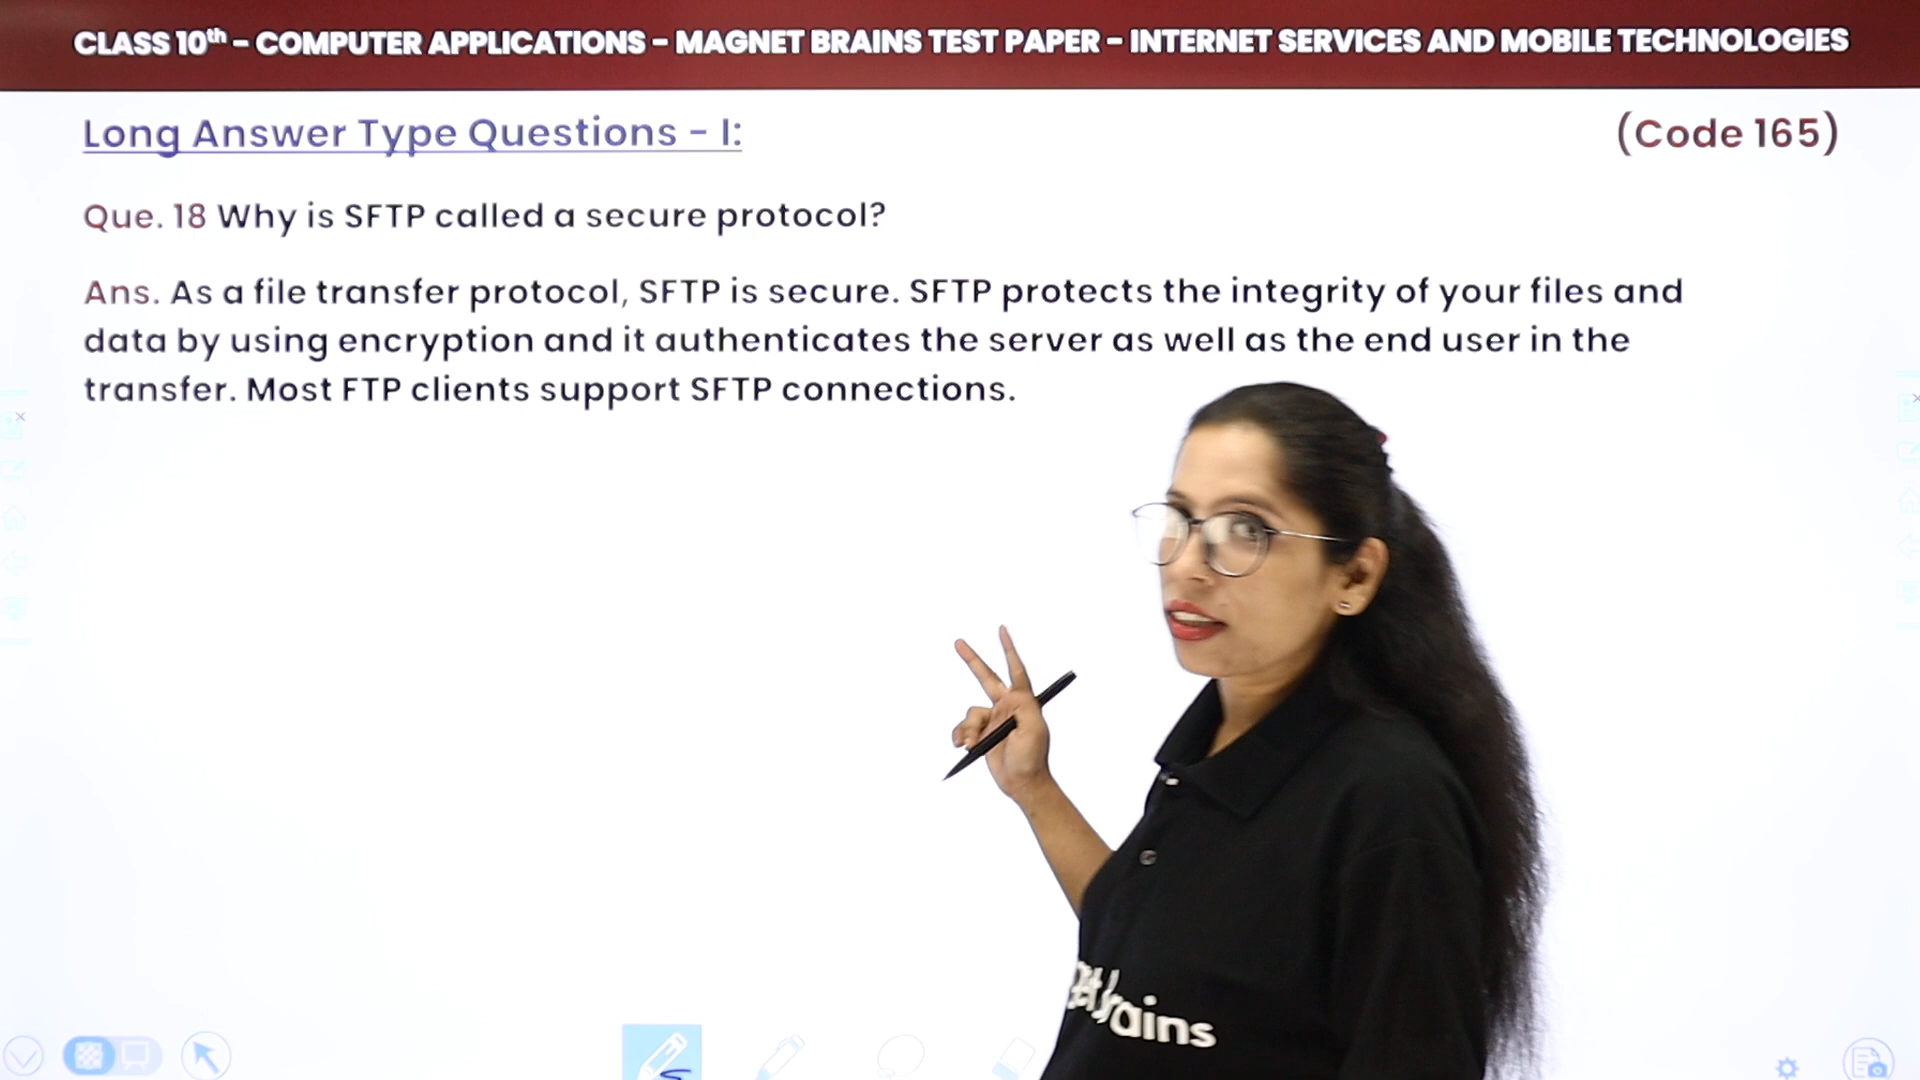 CLASS 10th - COMPUTER APPLICATIONS - MAGNET BRAINS TEST PAPER - INTERNET SERVICES AND MOBILE TECHNOLOGIES
Long Answer Type Questions - I:
(Code 165)
Que. 18 Why is SFTP called a secure protocol?
Ans. As a file transfer protocol, SFTP is secure. SFTP protects the integrity of your files and
data by using encryption and it authenticates the server as well as the end user in the
transfer. Most FTP clients support SFTP connections.